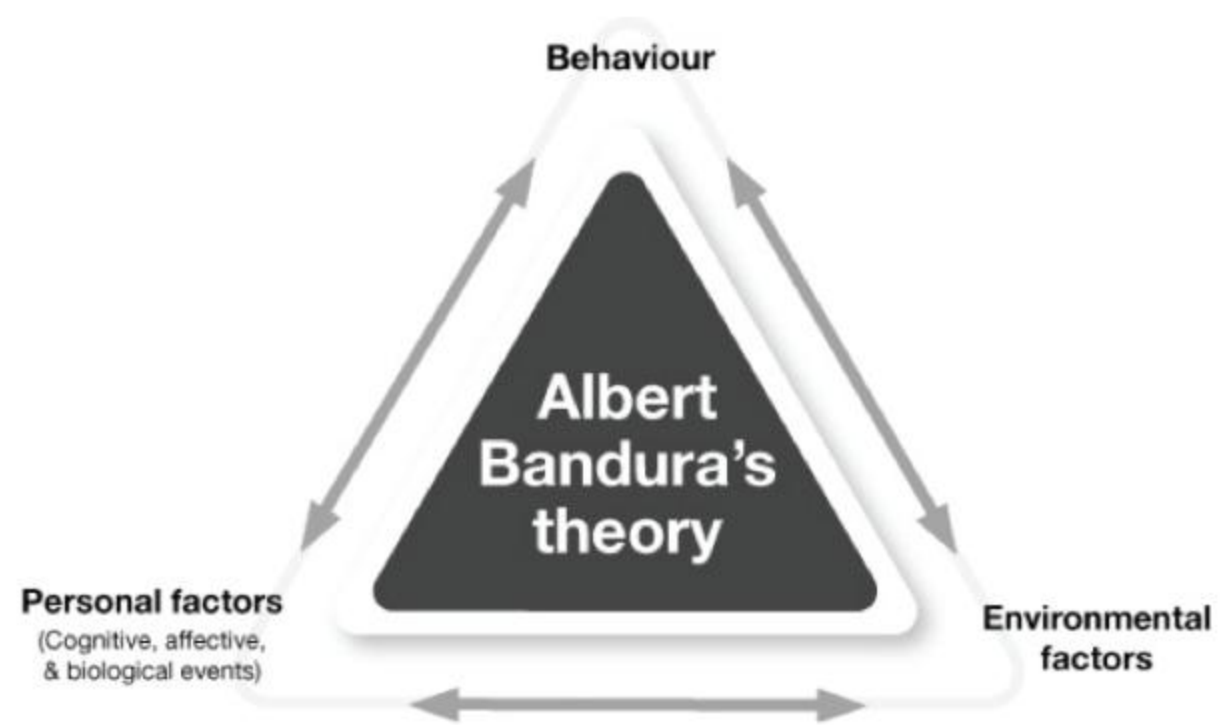 Behaviour
Albert
Bandura’s
theory
Personal factors
(Cognitive, affective,
& biological events)
Environmental
factors